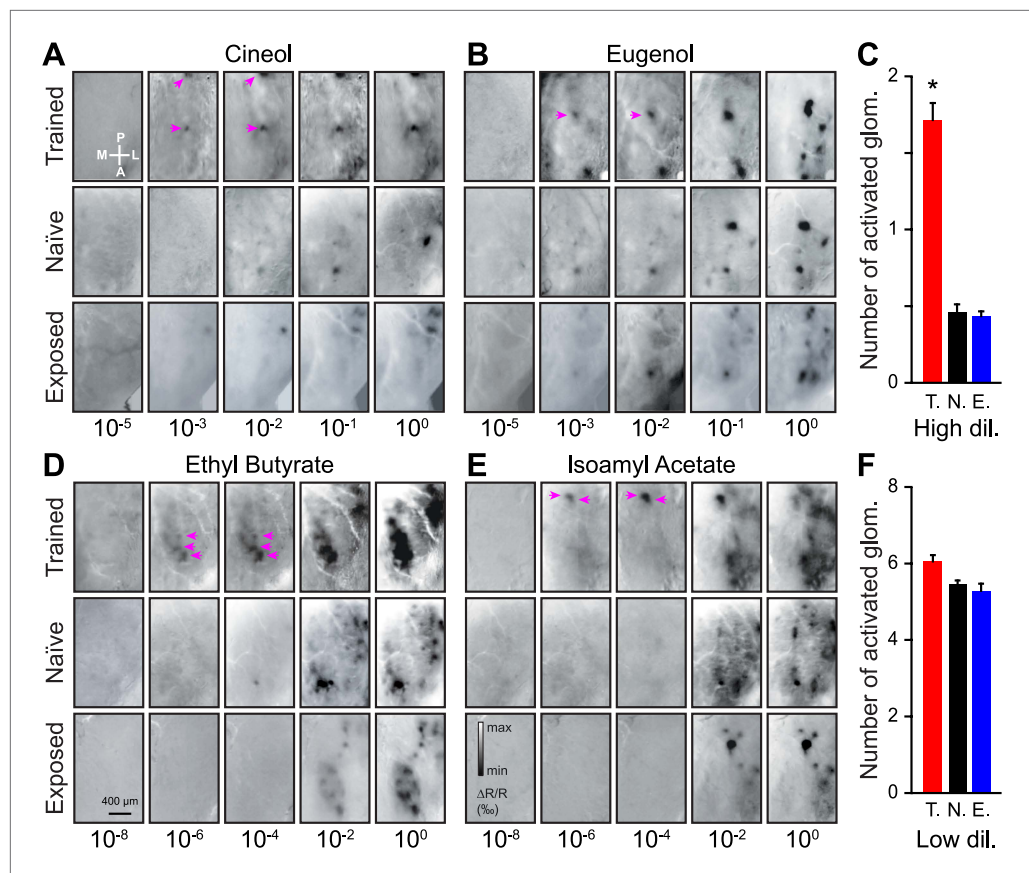 A
Cineol
B
Eugenol
C
Trained
P
M L
A
Naïve
Exposed
10⁻⁵ 10⁻³ 10⁻² 10⁻¹ 10⁰
10⁻⁵ 10⁻³ 10⁻² 10⁻¹ 10⁰
Number of activated glom.
2
1
0
*
T. N. E.
High dil.
D
Ethyl Butyrate
E
Isoamyl Acetate
F
Trained
Naïve
Exposed
400 µm
max
min
ΔR/R
(‰)
10⁻⁸ 10⁻⁶ 10⁻⁴ 10⁻² 10⁰
10⁻⁸ 10⁻⁶ 10⁻⁴ 10⁻² 10⁰
Number of activated glom.
8
6
4
2
0
T. N. E.
Low dil.